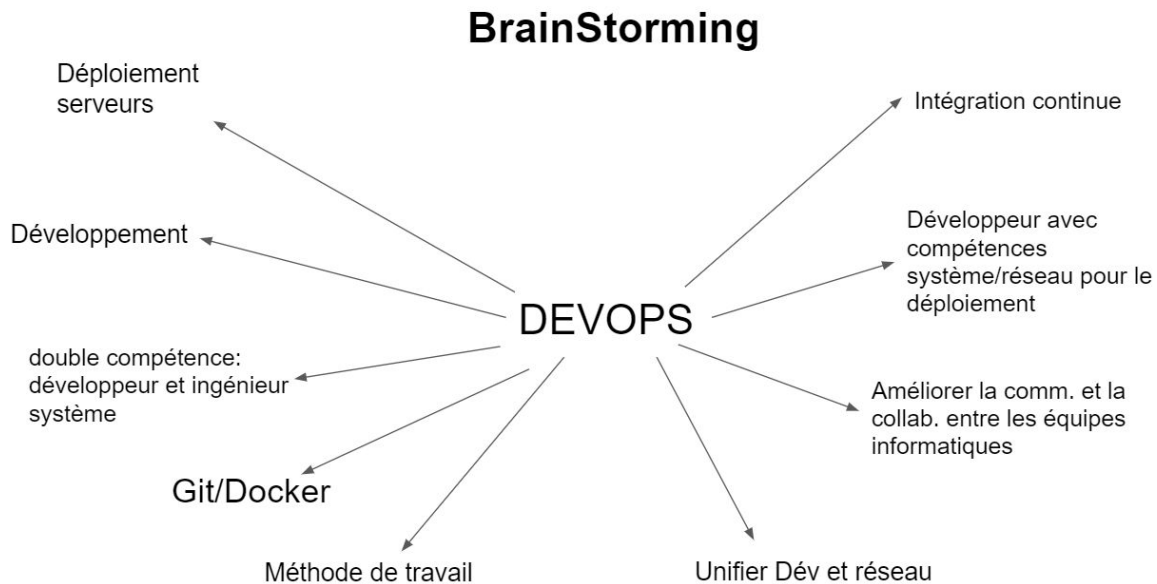 BrainStorming
Déploiement
serveurs
Intégration continue
Développement
Développeur avec
compétences
système/réseau pour le
déploiement
DEVOPS
double compétence:
développeur et ingénieur
système
Améliorer la comm. et la
collab. entre les équipes
informatiques
Git/Docker
Méthode de travail
Unifier Dév et réseau